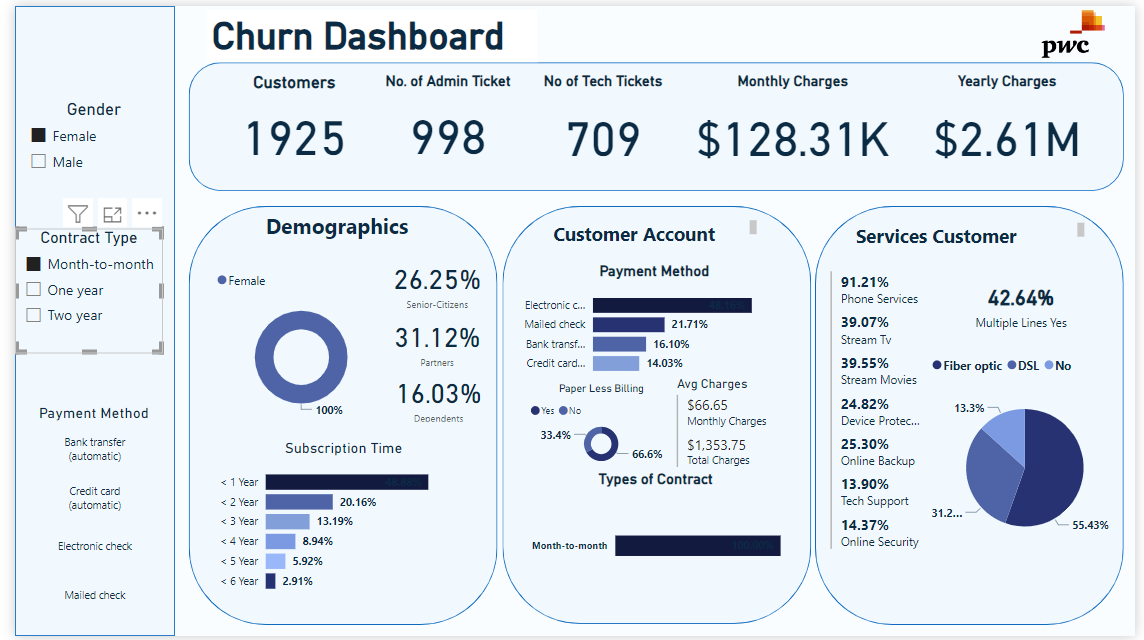 Churn Dashboard
pwc
Customers
1925
No. of Admin Ticket
998
No of Tech Tickets
709
Monthly Charges
$128.31K
Yearly Charges
$2.61M
Gender
Female
Male
Contract Type
Month-to-month
One year
Two year
Payment Method
Bank transfer
(automatic)
Credit card
(automatic)
Electronic check
Mailed check
Demographics
Female
100%
26.25%
Senior-Citizens
31.12%
Partners
16.03%
Dependents
Subscription Time
< 1 Year
< 2 Year 20.16%
< 3 Year 13.19%
< 4 Year 8.94%
< 5 Year 5.92%
< 6 Year 2.91%
Customer Account
Payment Method
Electronic c...
Mailed check 21.71%
Bank transf... 16.10%
Credit card... 14.03%
Paper Less Billing
Yes No
33.4%
66.6%
Avg Charges
$66.65
Monthly Charges
$1,353.75
Total Charges
Types of Contract
Month-to-month 100.00%
Services Customer
91.21%
Phone Services
39.07%
Stream Tv
39.55%
Stream Movies
24.82%
Device Protec...
25.30%
Online Backup
13.90%
Tech Support
14.37%
Online Security
42.64%
Multiple Lines Yes
Fiber optic DSL No
13.3%
31.2...
55.43%